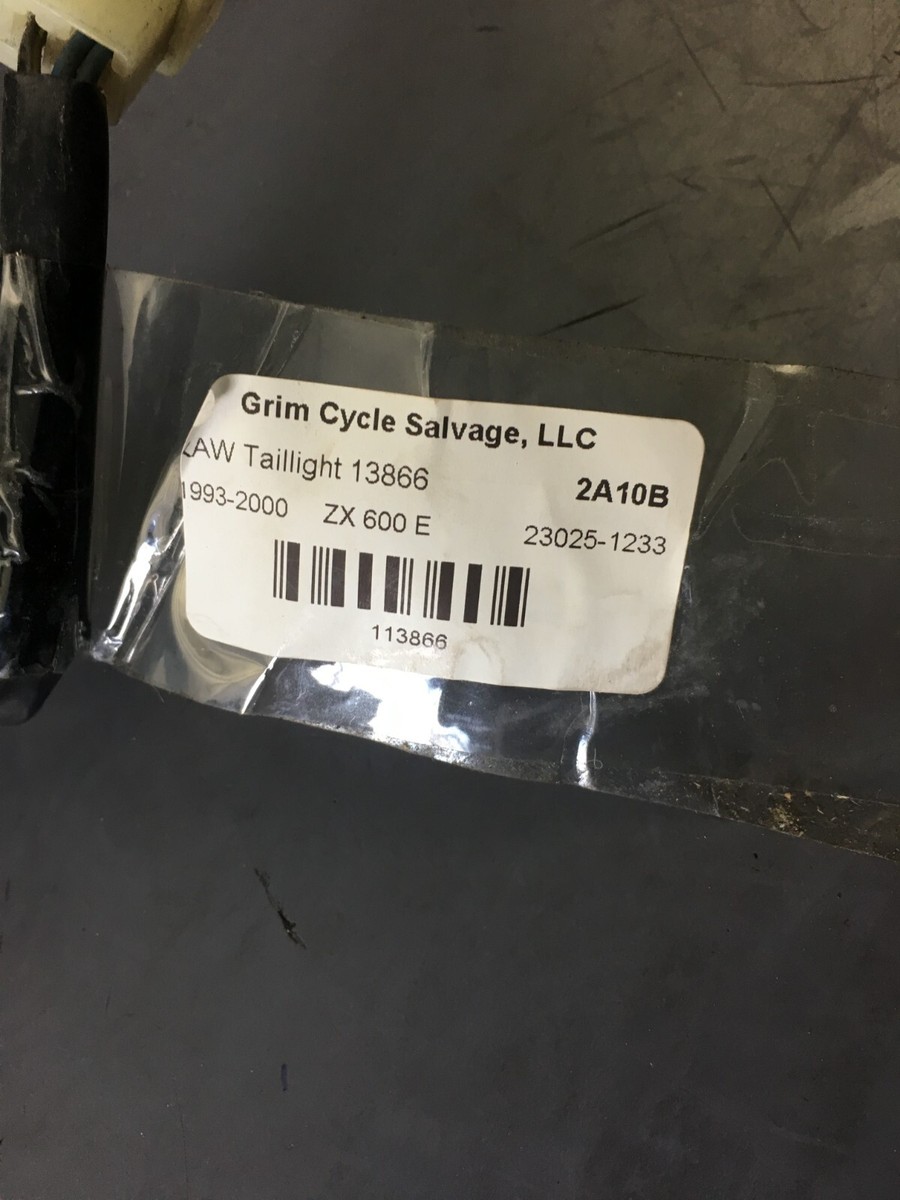 Grim Cycle Salvage, LLC
KAW Taillight 13866 2A10B
1993-2000 ZX 600 E 23025-1233
113866